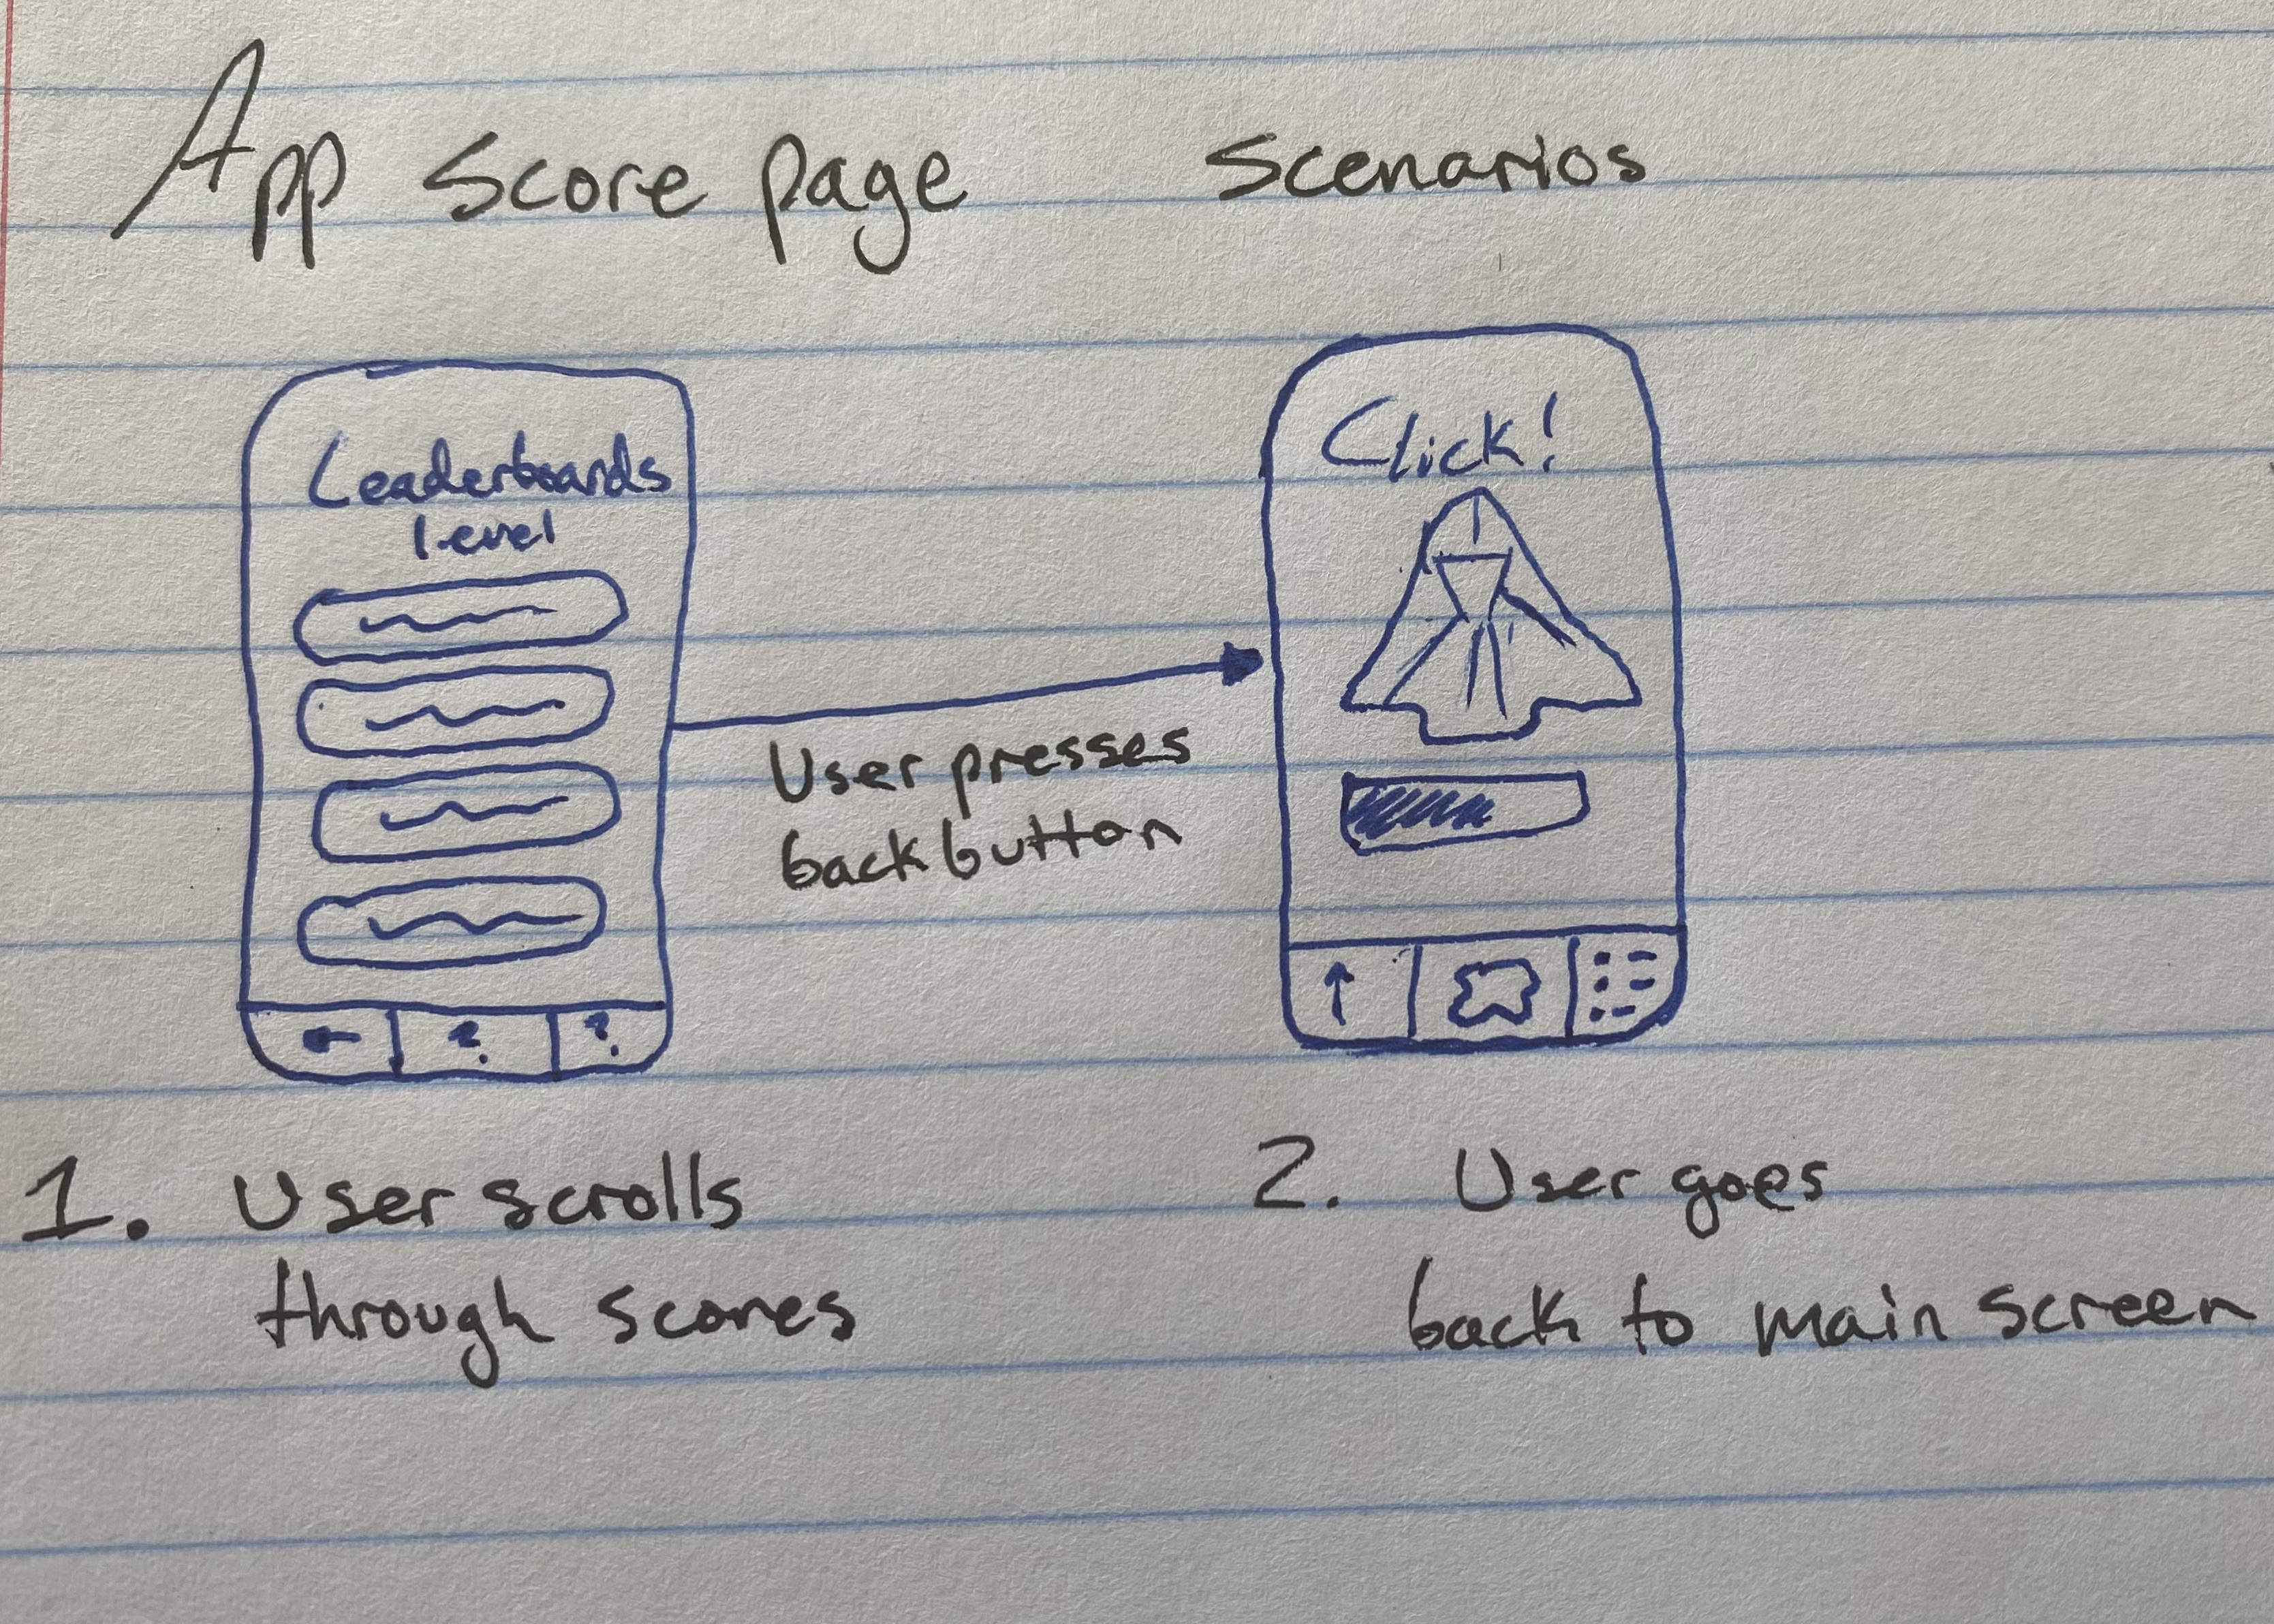 App Score page Scenarios
Leaderboards
level
? ?
User presses
back button
Click!
1. User scrolls
through scores
2. User goes
back to main screen